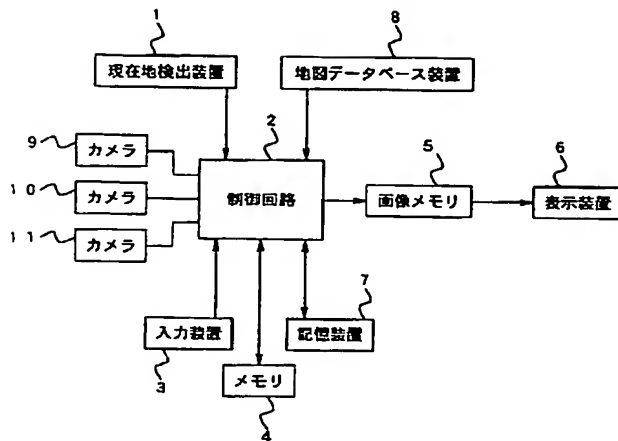 1
8
現在地検出装置
地図データベース装置
9
カメラ
2
5
6
10
カメラ
制御回路
画像メモリ
表示装置
11
カメラ
7
入力装置
記憶装置
3
メモリ
4